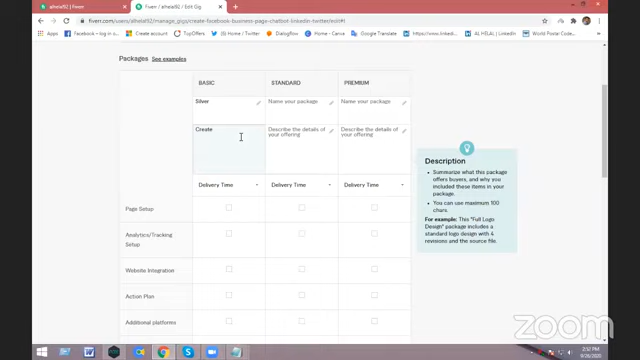 alhelal92 | Fiverr
Fiverr / alhelal92 / Edit Gig
fiverr.com/users/alhelal92/manage_gigs/create-facebook-business-page-chatbot-linkedin-twitter/edit#1
Apps
Facebook – log in o...
Create account
TopOffers
(3) Home / Twitter
Dialogflow
https://www.linkedi...
AL HELAL | LinkedIn
World Postal Code...
Packages See examples
BASIC STANDARD PREMIUM
Silver Name your package Name your package
Create Describe the details of your offering Describe the details of your offering
Delivery Time Delivery Time Delivery Time
Page Setup
Analytics/Tracking
Setup
Website Integration
Action Plan
Additional platforms
Description
• Summarize what this package
offers buyers, and why you
included these items in your
package.
• You can use maximum 100
chars.
For example: This "Full Logo
Design" package includes a
standard logo design with 4
revisions and the source file.
zoom
2:52 PM
9/26/2020